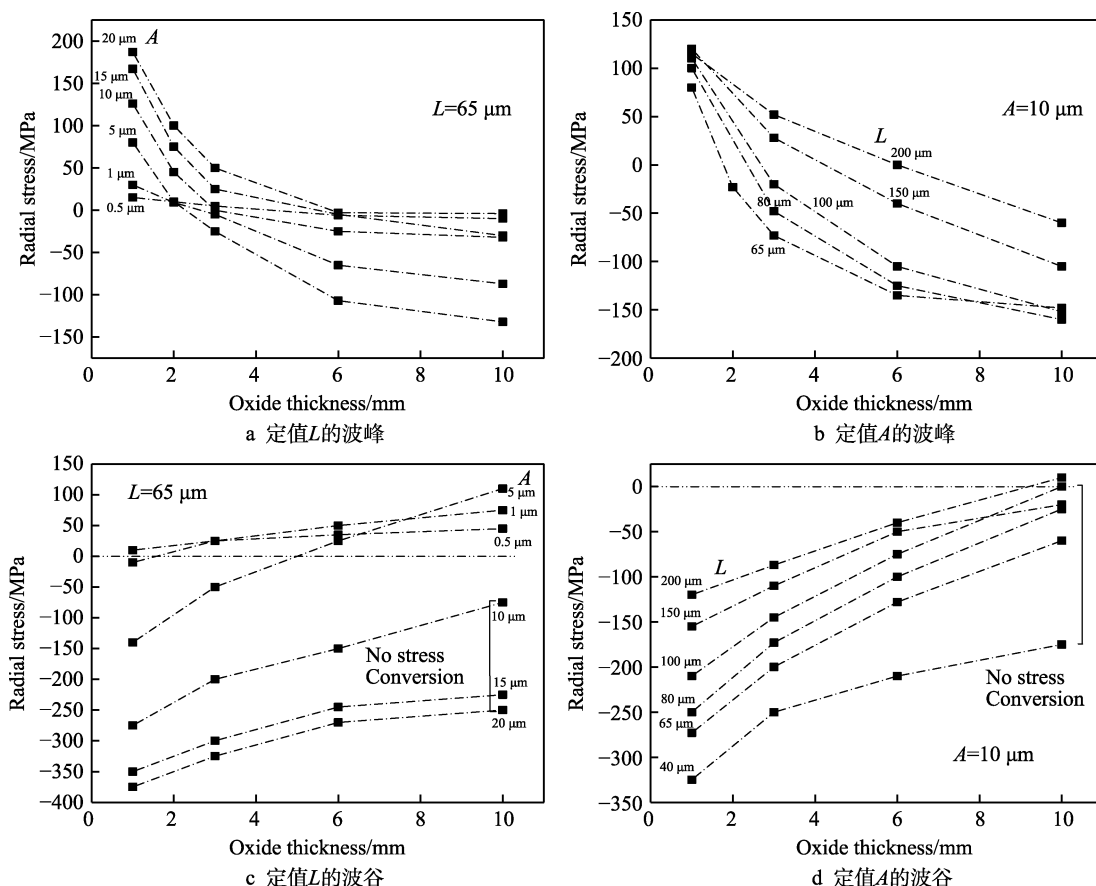 200
150
100
50
0
−50
−100
−150
Radial stress/MPa
20 μm
A
15 μm
10 μm
5 μm
1 μm
0.5 μm
L=65 μm
0 2 4 6 8 10
Oxide thickness/mm
a 定值L的波峰
150
100
50
0
−50
−100
−150
−200
Radial stress/MPa
A=10 μm
L
200 μm
150 μm
80 μm
100 μm
65 μm
0 2 4 6 8 10
Oxide thickness/mm
b 定值A的波峰
150
100
50
0
−50
−100
−150
−200
−250
−300
−350
−400
Radial stress/MPa
L=65 μm
A
5 μm
1 μm
0.5 μm
10 μm
No stress
Conversion
15 μm
20 μm
0 2 4 6 8 10
Oxide thickness/mm
c 定值L的波谷
0
−50
−100
−150
−200
−250
−300
−350
Radial stress/MPa
L
200 μm
150 μm
100 μm
80 μm
65 μm
40 μm
No stress
Conversion
A=10 μm
0 2 4 6 8 10
Oxide thickness/mm
d 定值A的波谷